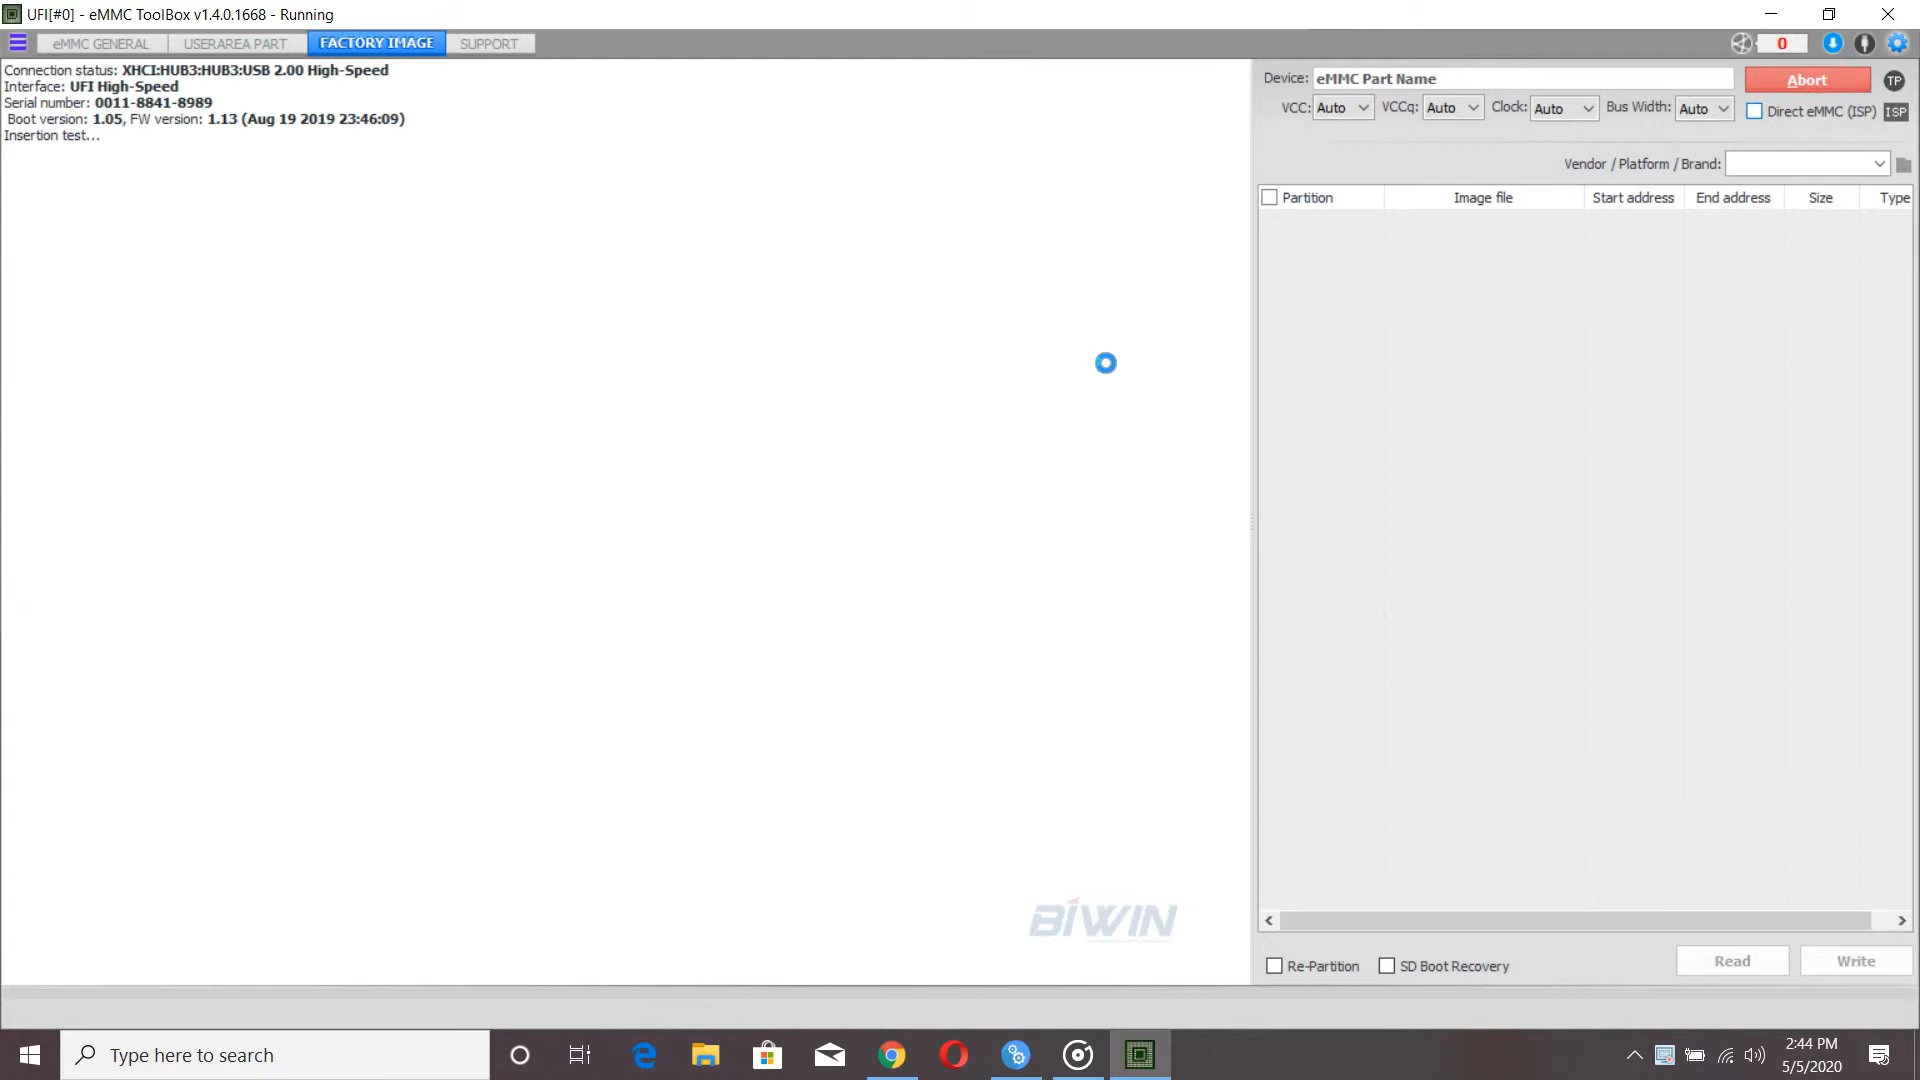 UFI[#0] - eMMC ToolBox v1.4.0.1668 - Running
eMMC GENERAL
USERAREA PART
FACTORY IMAGE
SUPPORT
0
Connection status: XHCI:HUB3:HUB3:USB 2.00 High-Speed
Interface: UFI High-Speed
Serial number: 0011-8841-8989
Boot version: 1.05, FW version: 1.13 (Aug 19 2019 23:46:09)
Insertion test...
Device: eMMC Part Name
Abort
TP
VCC: Auto VCCq: Auto Clock: Auto Bus Width: Auto
Direct eMMC (ISP)
ISP
Vendor / Platform / Brand:
Partition Image file Start address End address Size Type
BIWIN
Re-Partition
SD Boot Recovery
Read
Write
Type here to search
2:44 PM
5/5/2020